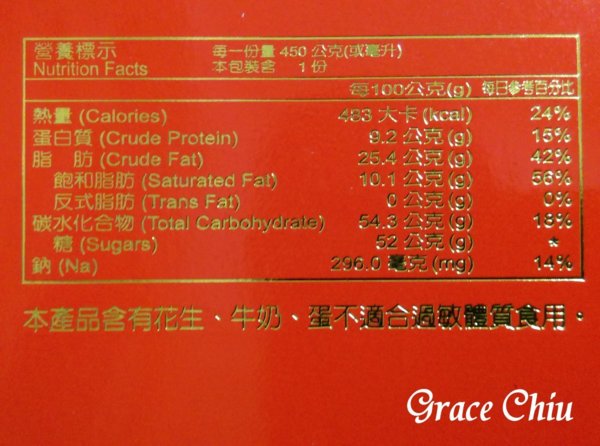 營養標示
Nutrition Facts
每一份量 450 公克(或毫升)
本包裝含 1 份
每100公克(g) 每日參考百分比
熱量 (Calories) 483 大卡 (kcal) 24%
蛋白質 (Crude Protein) 9.2 公克 (g) 15%
脂 肪 (Crude Fat) 25.4 公克 (g) 42%
飽和脂肪 (Saturated Fat) 10.1 公克 (g) 56%
反式脂肪 (Trans Fat) 0 公克 (g) 0%
碳水化合物 (Total Carbohydrate) 54.3 公克 (g) 18%
糖 (Sugars) 52 公克 (g) *
鈉 (Na) 296.0 毫克 (mg) 14%
本產品含有花生、牛奶、蛋不適合過敏體質食用。
Grace Chiu